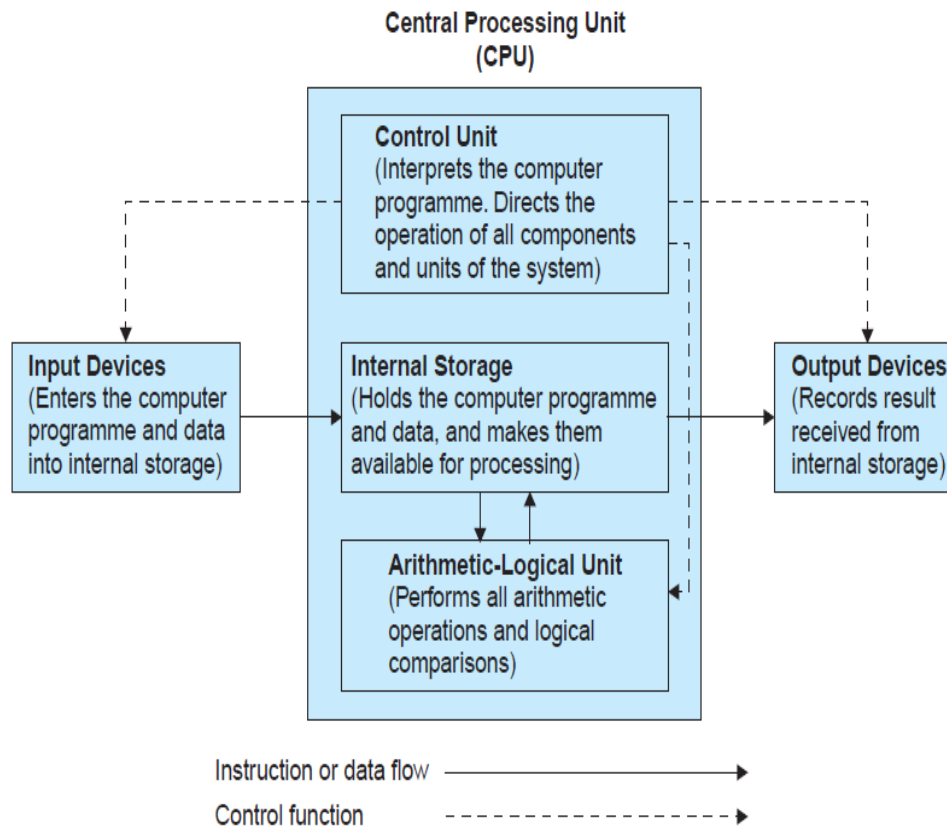 Central Processing Unit
(CPU)
Control Unit
(Interprets the computer
programme. Directs the
operation of all components
and units of the system)
Input Devices
(Enters the computer
programme and data
into internal storage)
Internal Storage
(Holds the computer programme
and data, and makes them
available for processing)
Output Devices
(Records result
received from
internal storage)
Arithmetic-Logical Unit
(Performs all arithmetic
operations and logical
comparisons)
Instruction or data flow
Control function